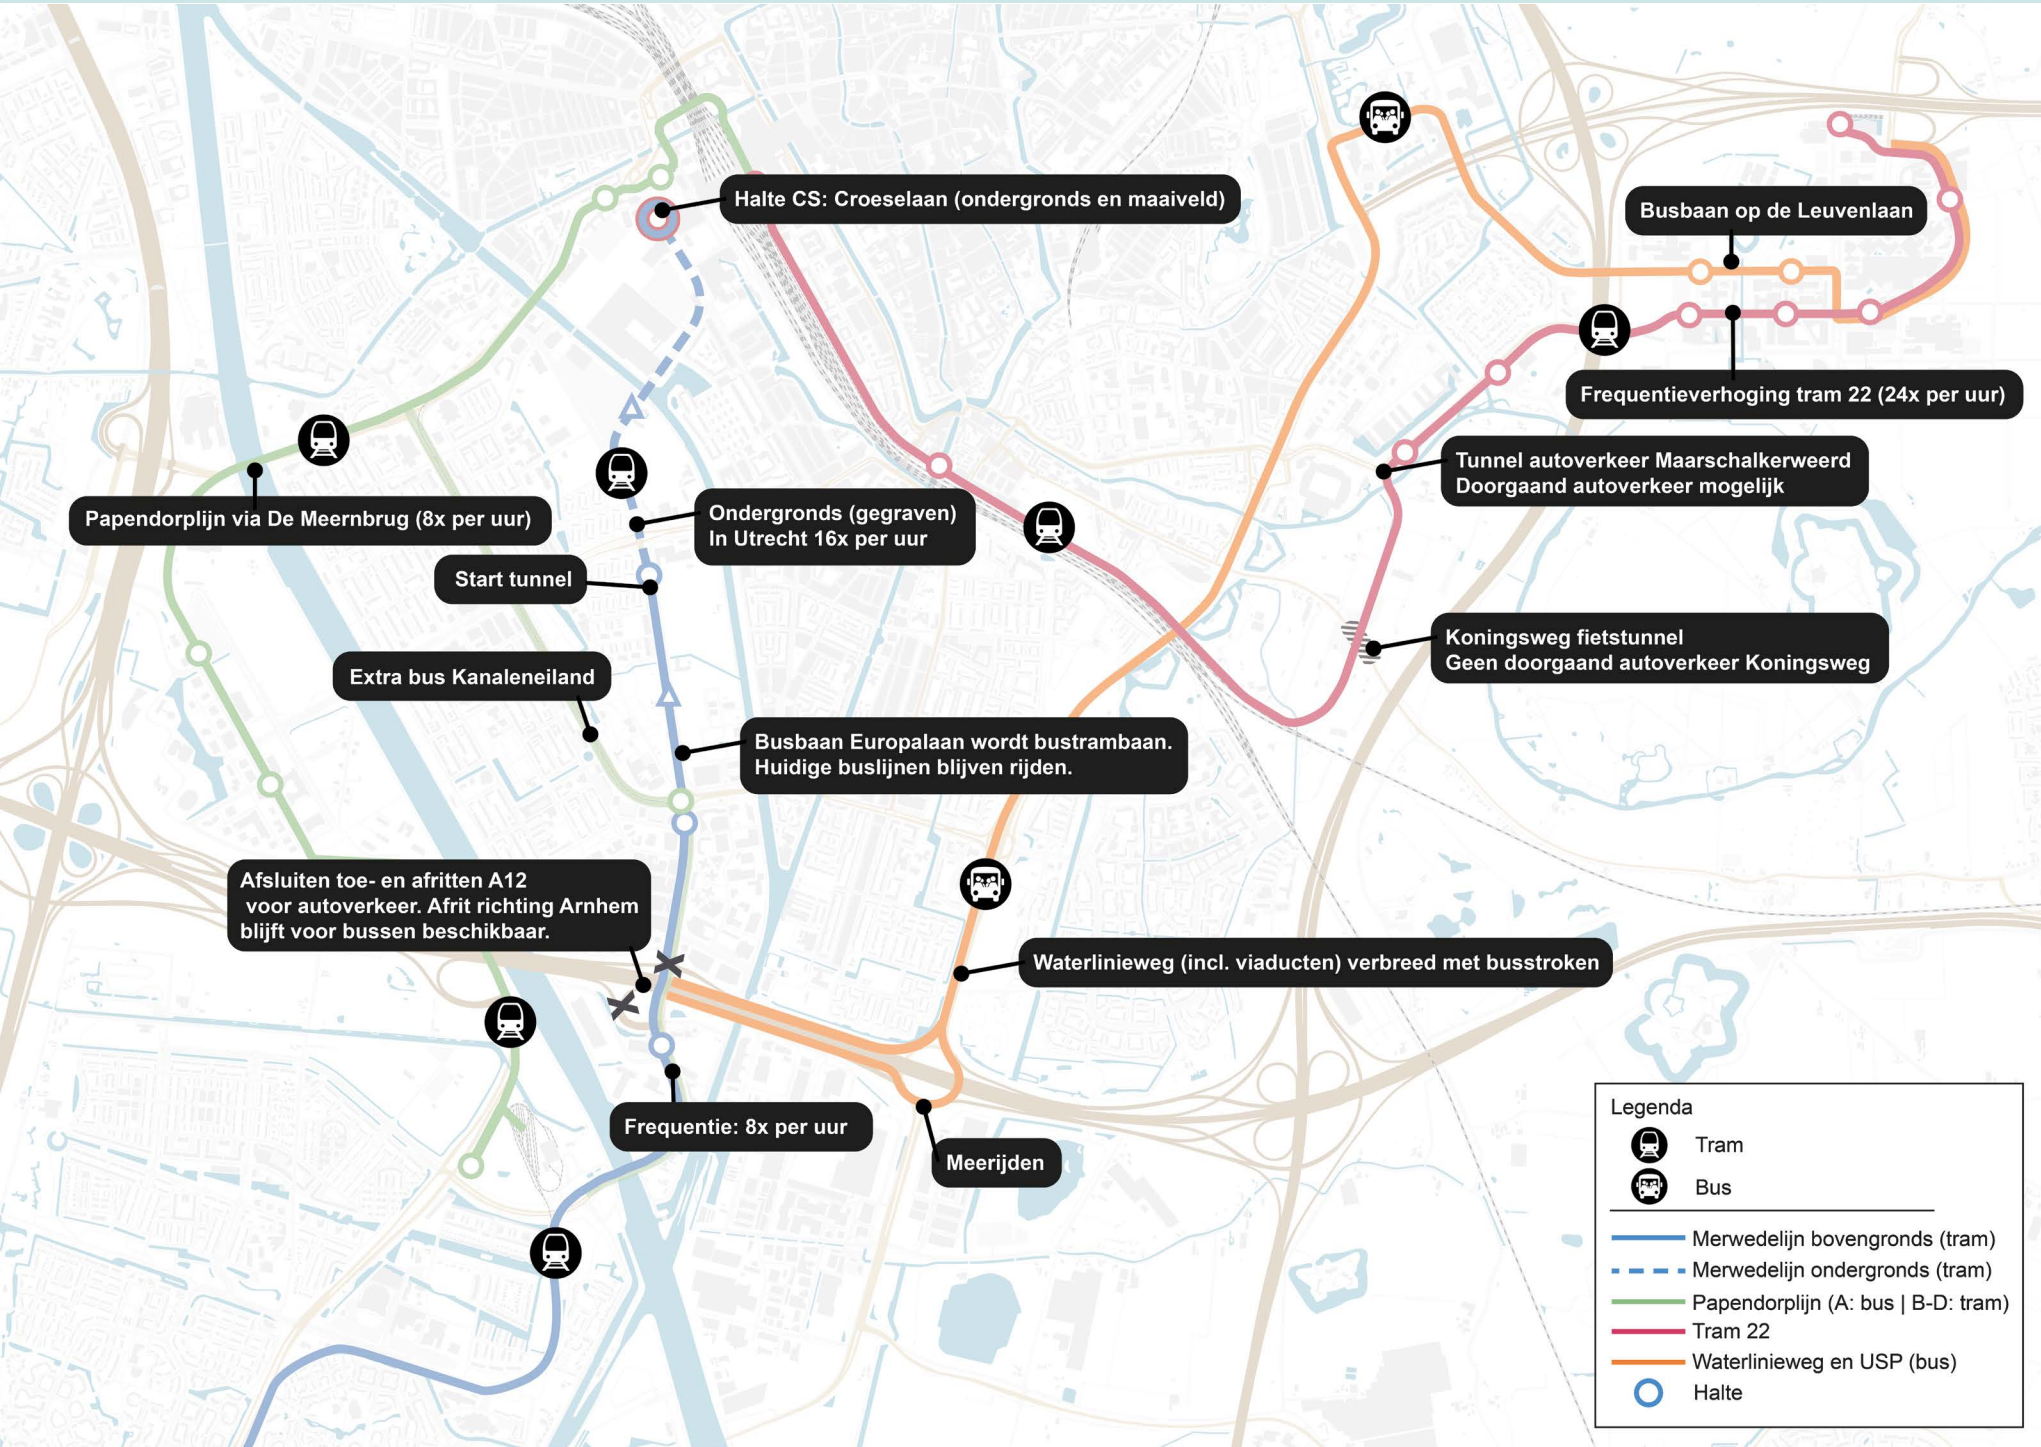 Halte CS: Croeselaan (ondergronds en maaiveld)
Busbaan op de Leuvenlaan
Frequentieverhoging tram 22 (24x per uur)
Tunnel autoverkeer Maarschalkerweerd
Doorgaand autoverkeer mogelijk
Papendorplijn via De Meernbrug (8x per uur)
Ondergronds (gegraven)
In Utrecht 16x per uur
Start tunnel
Koningsweg fietstunnel
Geen doorgaand autoverkeer Koningsweg
Extra bus Kanaleneiland
Busbaan Europalaan wordt bustrambaan.
Huidige buslijnen blijven rijden.
Afsluiten toe- en afritten A12
voor autoverkeer. Afrit richting Arnhem
blijft voor bussen beschikbaar.
Waterlinieweg (incl. viaducten) verbreed met busstroken
Frequentie: 8x per uur
Meerijden
Legenda
Tram
Bus
Merwedelijn bovengronds (tram)
Merwedelijn ondergronds (tram)
Papendorplijn (A: bus | B-D: tram)
Tram 22
Waterlinieweg en USP (bus)
Halte